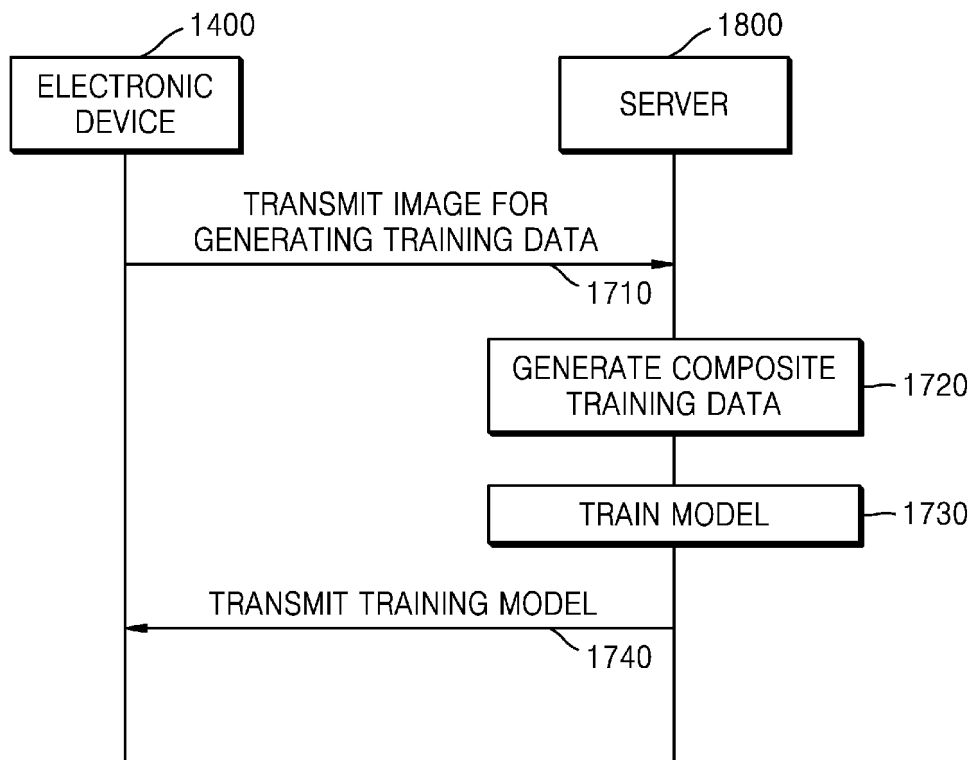 1400
1800
ELECTRONIC
DEVICE
SERVER
TRANSMIT IMAGE FOR
GENERATING TRAINING DATA
1710
GENERATE COMPOSITE
TRAINING DATA
1720
TRAIN MODEL
1730
TRANSMIT TRAINING MODEL
1740